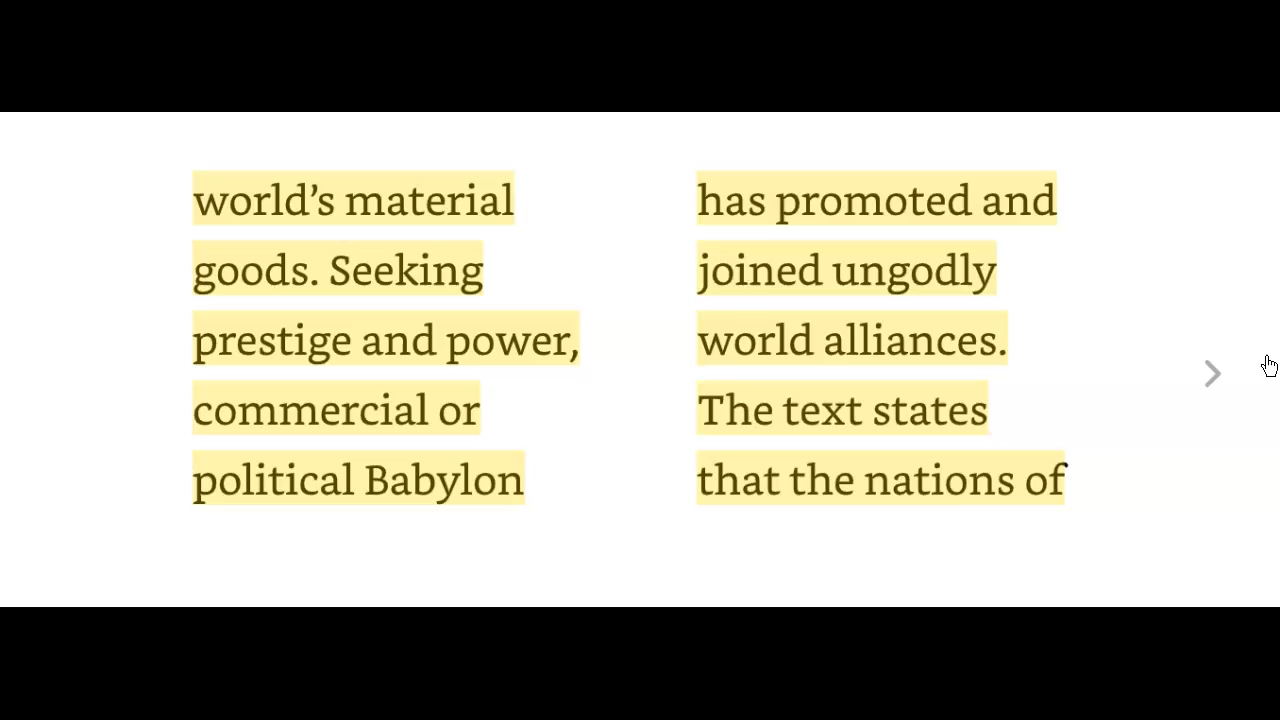 world’s material
goods. Seeking
prestige and power,
commercial or
political Babylon
has promoted and
joined ungodly
world alliances.
The text states
that the nations of